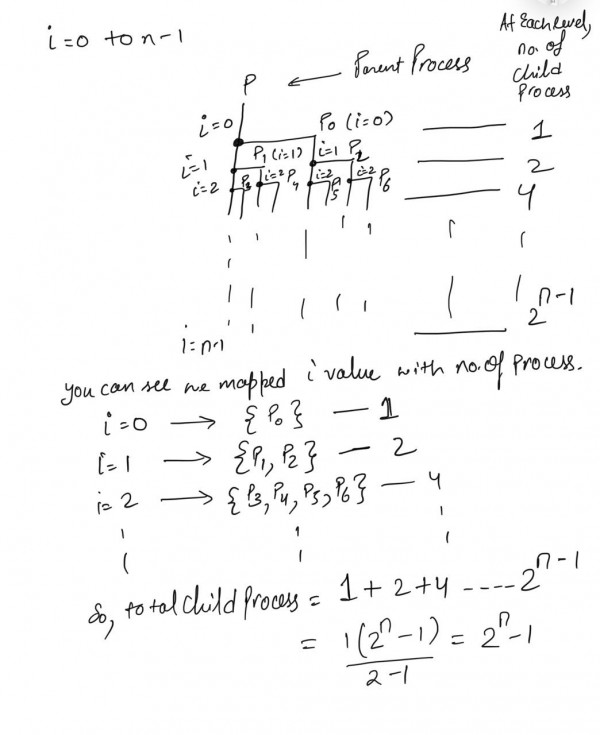 i=0 to n-1
At Each level,
no. of
child
Process
P ← Parent Process
i=0 P0 (i=0) 1
i=1 P1 (i=1) i=1 P2 2
i=2 P3 i=2 P4 i=2 P5 i=2 P6 4
i=n-1 2^n-1
you can see we mapped i value with no. of process.
i=0 → {P0} — 1
i=1 → {P1, P2} — 2
i=2 → {P3, P4, P5, P6} — 4
So, total child Process = 1+2+4 ---- 2^n-1
= 1(2^n-1)/2-1 = 2^n-1